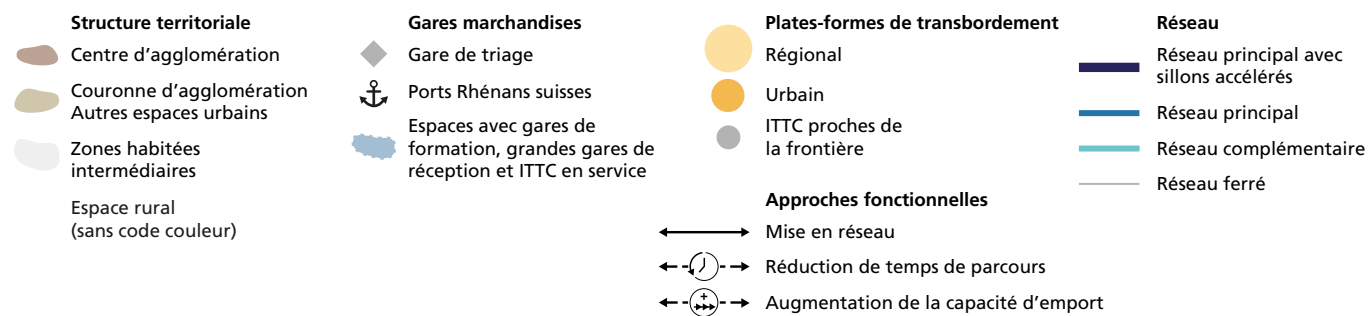 Structure territoriale
Centre d'agglomération
Couronne d'agglomération
Autres espaces urbains
Zones habitées
intermédiaires
Espace rural
(sans code couleur)
Gares marchandises
Gare de triage
Ports Rhénans suisses
Espaces avec gares de
formation, grandes gares de
réception et ITTC en service
Plates-formes de transbordement
Régional
Urbain
ITTC proches de
la frontière
Approches fonctionnelles
Mise en réseau
Réduction de temps de parcours
Augmentation de la capacité d'emport
Réseau
Réseau principal avec
sillons accélérés
Réseau principal
Réseau complémentaire
Réseau ferré